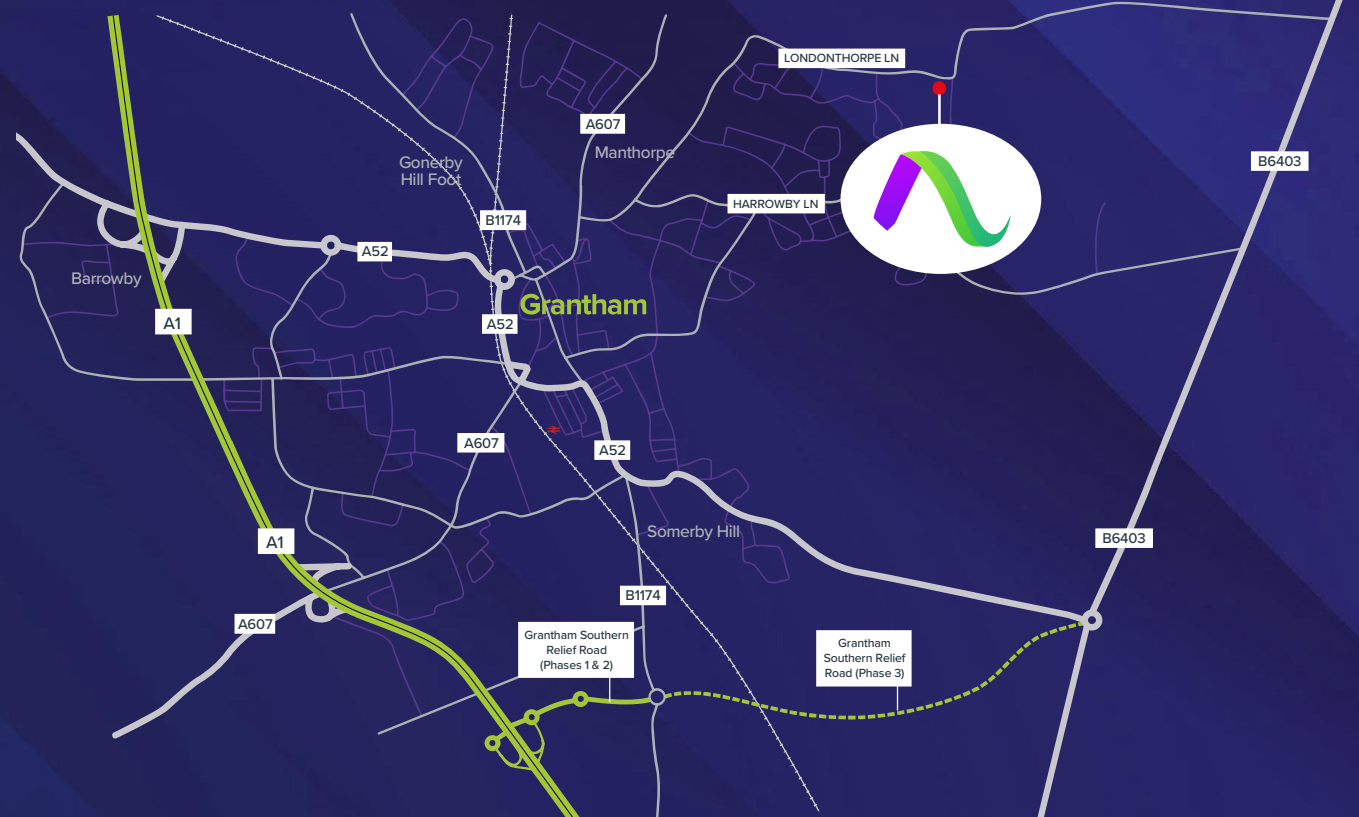 LONDONTHORPE LN
A607
Manthorpe
Gonerby
Hill Foot
B6403
HARROWBY LN
B1174
A52
Barrowby
Grantham
A1
A52
A607
A52
Somerby Hill
A1
B6403
B1174
A607
Grantham Southern
Relief Road
(Phases 1 & 2)
Grantham
Southern Relief
Road (Phase 3)